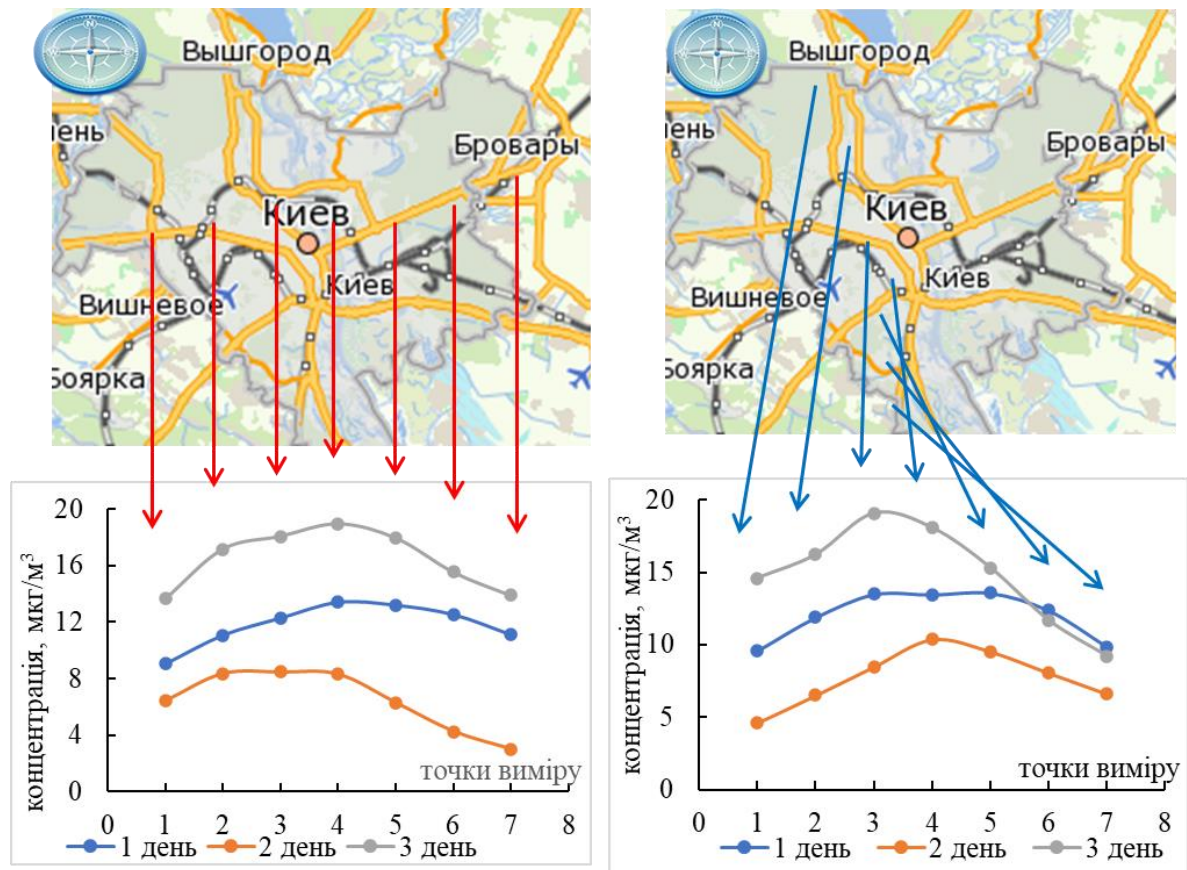 Вышгород
Бровары
ень
Киев
Киев
Вишневое
Боярка
Вышгород
Бровары
ень
Киев
Киев
Вишневое
Боярка
концентрація, мкг/м³
20
16
12
8
4
0
точки виміру
0 1 2 3 4 5 6 7 8
1 день 2 день 3 день
концентрація, мкг/м³
20
15
10
5
0
точки виміру
0 1 2 3 4 5 6 7 8
1 день 2 день 3 день